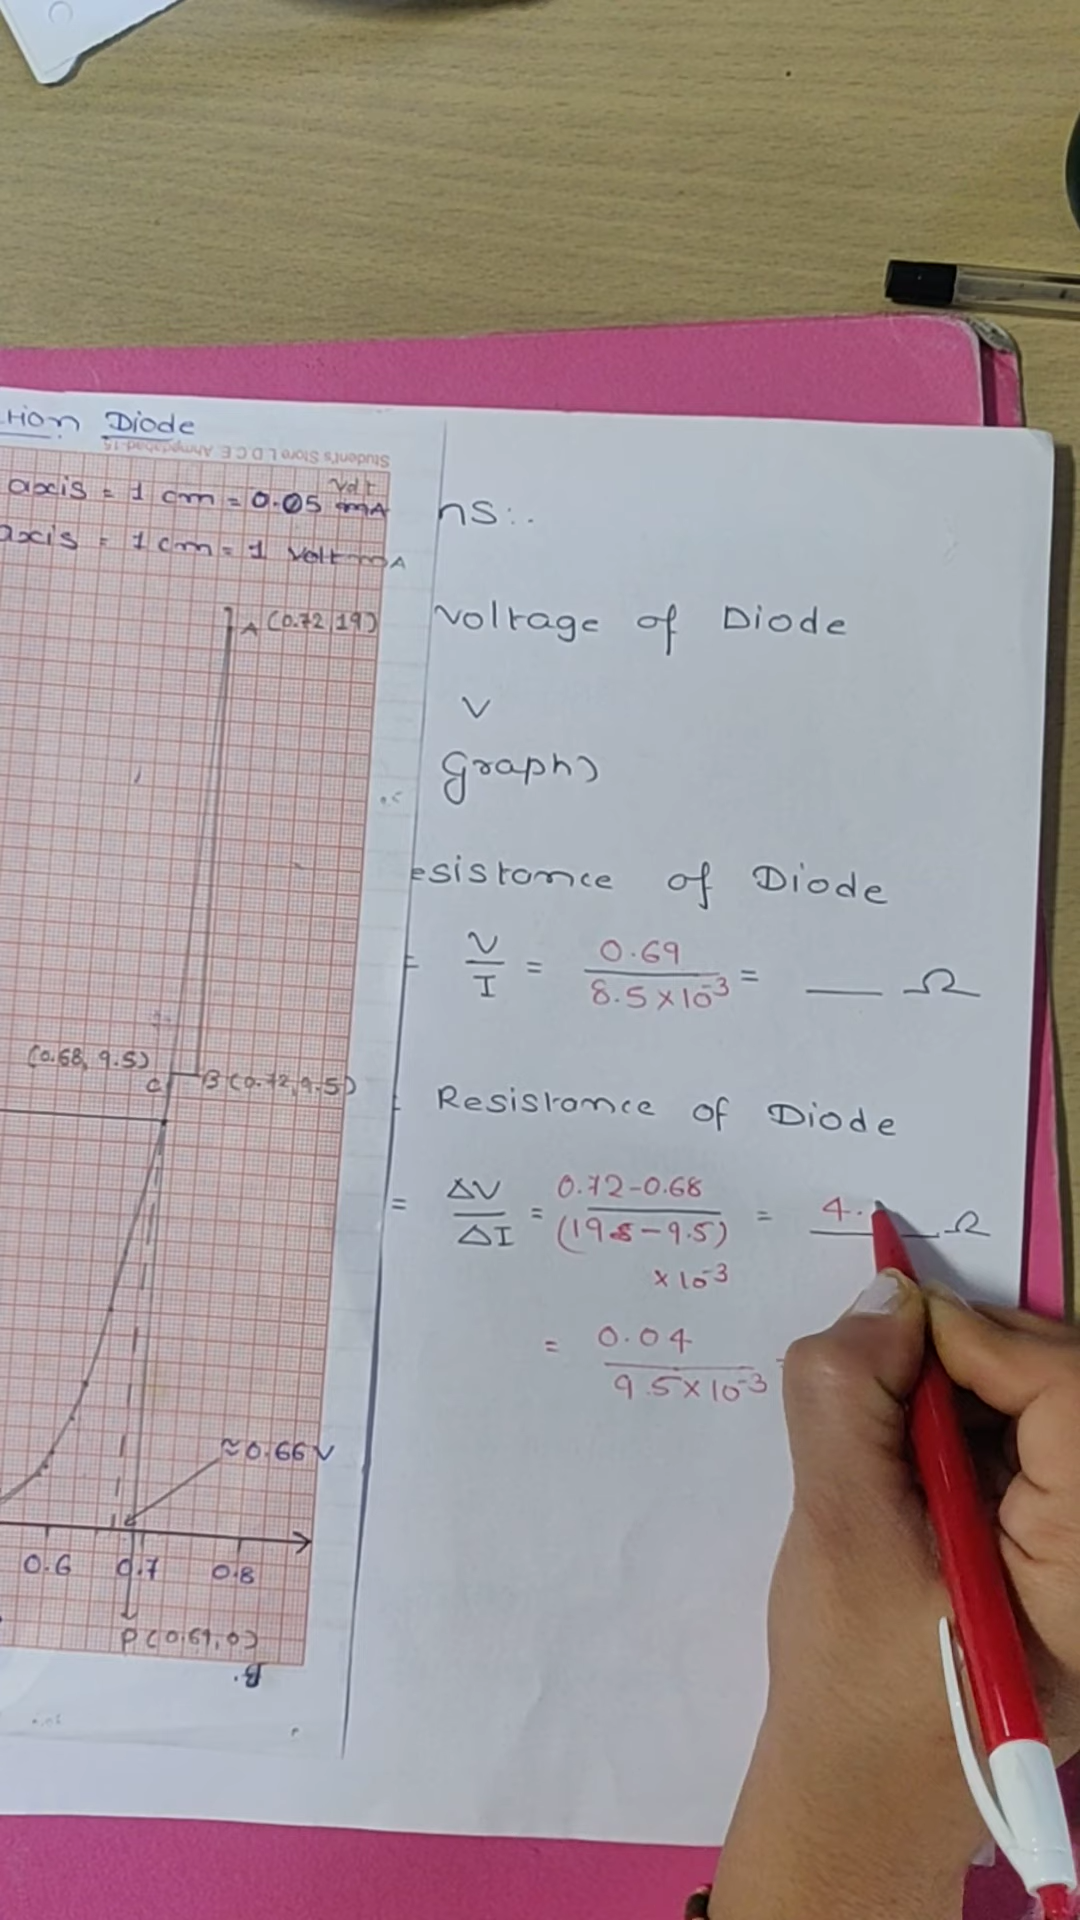 tion Diode
Student's Store L.D.C.E. Ahmedabad-15
axis = 1 cm = 0.05 Volt mA
axis = 1 cm = 1 Volt mA
A (0.72, 19)
(0.68, 9.5)
C
B (0.72, 9.5)
≈ 0.66 V
0.6 0.7 0.8
P (0.69, 0)
B.
ns:.
voltage of Diode
V
Graph)
esistance of Diode
= V/I = 0.69 / 8.5 × 10⁻³ = ___ Ω
Resistance of Diode
= ΔV/ΔI = 0.72 - 0.68 / (19 - 9.5) × 10⁻³ = 4. Ω
= 0.04 / 9.5 × 10⁻³